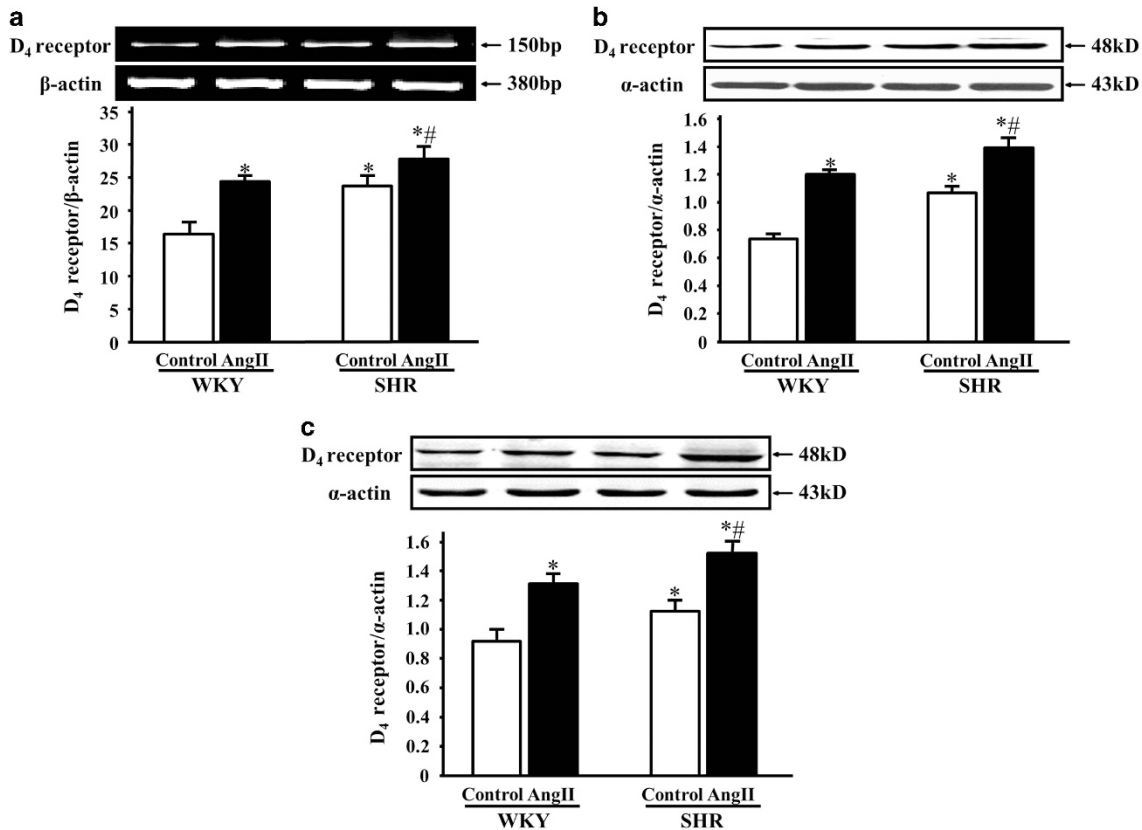 a
D₄ receptor
150bp
β-actin
380bp
D₄ receptor/β-actin
35
30
25
20
15
10
5
0
*
*
*#
Control AngII
Control AngII
WKY
SHR
b
D₄ receptor
48kD
α-actin
43kD
D₄ receptor/α-actin
1.6
1.4
1.2
1.0
0.8
0.6
0.4
0.2
0
*
*
*#
Control AngII
Control AngII
WKY
SHR
c
D₄ receptor
48kD
α-actin
43kD
D₄ receptor/α-actin
1.6
1.4
1.2
1.0
0.8
0.6
0.4
0.2
0
*
*
*#
Control AngII
Control AngII
WKY
SHR